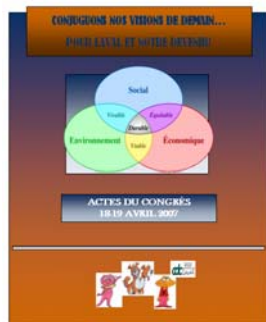 CONJUGUONS NOS VISIONS DE DEMAIN...
POUR LAVAL ET NOTRE DEVENIR!
Social
Vivable
Équitable
Durable
Environnement
Économique
Viable
ACTES DU CONGRÈS
18-19 AVRIL 2007